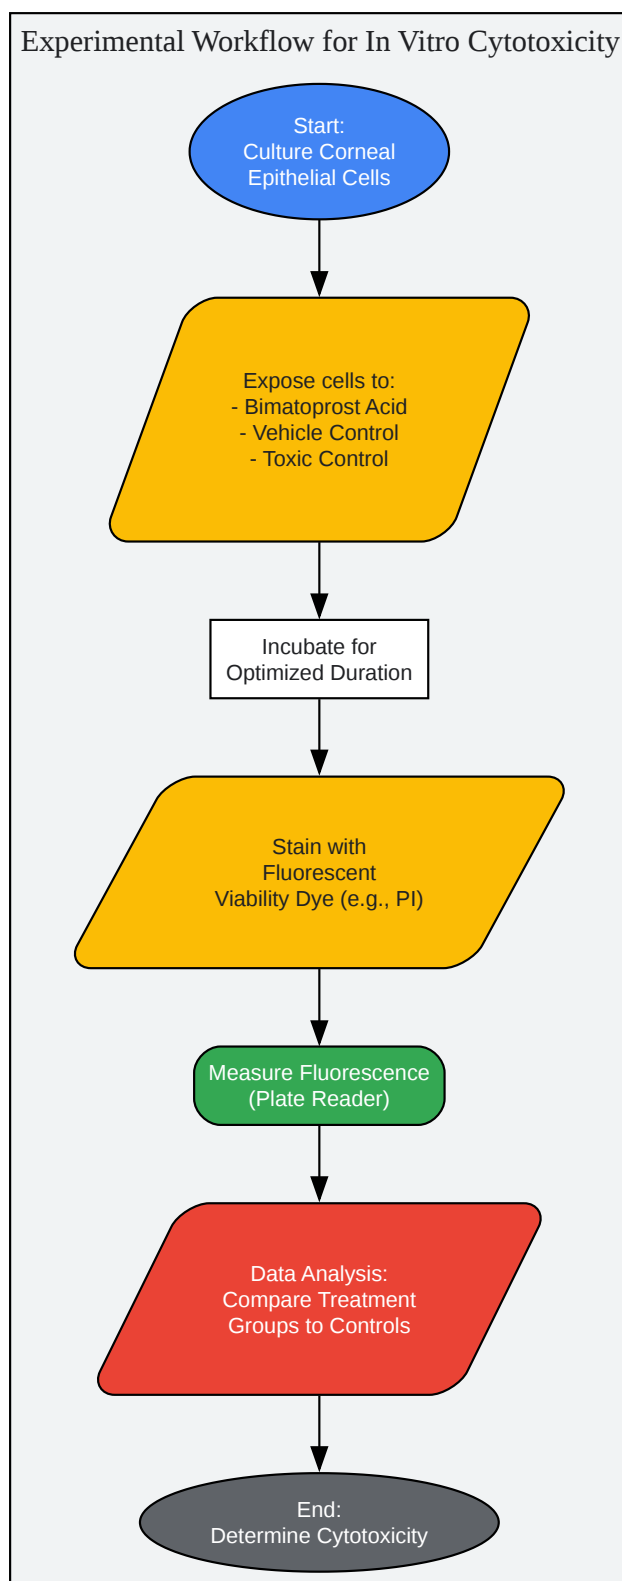 Experimental Workflow for In Vitro Cytotoxicity
Start:
Culture Corneal
Epithelial Cells
Expose cells to:
- Bimatoprost Acid
- Vehicle Control
- Toxic Control
Incubate for
Optimized Duration
Stain with
Fluorescent
Viability Dye (e.g., PI)
Measure Fluorescence
(Plate Reader)
Data Analysis:
Compare Treatment
Groups to Controls
End:
Determine Cytotoxicity